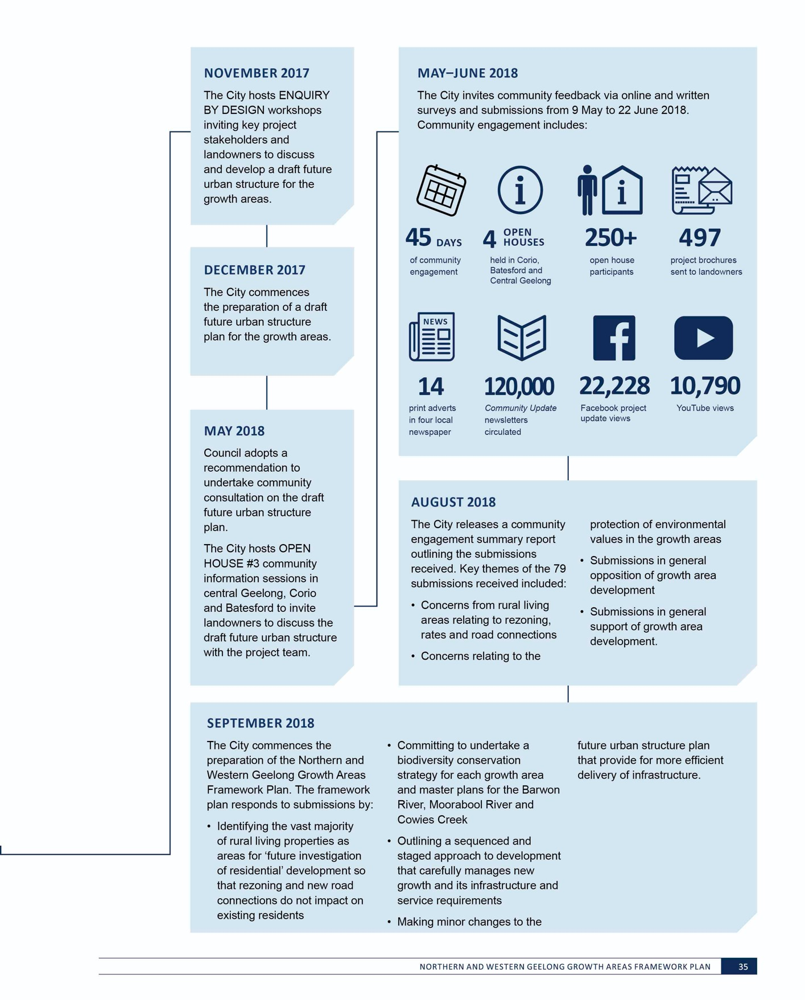 NOVEMBER 2017
The City hosts ENQUIRY
BY DESIGN workshops
inviting key project
stakeholders and
landowners to discuss
and develop a draft future
urban structure for the
growth areas.
DECEMBER 2017
The City commences
the preparation of a draft
future urban structure
plan for the growth areas.
MAY 2018
Council adopts a
recommendation to
undertake community
consultation on the draft
future urban structure
plan.
The City hosts OPEN
HOUSE #3 community
information sessions in
central Geelong, Corio
and Batesford to invite
landowners to discuss the
draft future urban structure
with the project team.
MAY–JUNE 2018
The City invites community feedback via online and written
surveys and submissions from 9 May to 22 June 2018.
Community engagement includes:
45 DAYS
of community
engagement
4 OPEN
HOUSES
held in Corio,
Batesford and
Central Geelong
250+
open house
participants
497
project brochures
sent to landowners
NEWS
14
print adverts
in four local
newspaper
120,000
Community Update
newsletters
circulated
22,228
Facebook project
update views
10,790
YouTube views
AUGUST 2018
The City releases a community
engagement summary report
outlining the submissions
received. Key themes of the 79
submissions received included:
• Concerns from rural living
areas relating to rezoning,
rates and road connections
• Concerns relating to the
protection of environmental
values in the growth areas
• Submissions in general
opposition of growth area
development
• Submissions in general
support of growth area
development.
SEPTEMBER 2018
The City commences the
preparation of the Northern and
Western Geelong Growth Areas
Framework Plan. The framework
plan responds to submissions by:
• Identifying the vast majority
of rural living properties as
areas for ‘future investigation
of residential’ development so
that rezoning and new road
connections do not impact on
existing residents
• Committing to undertake a
biodiversity conservation
strategy for each growth area
and master plans for the Barwon
River, Moorabool River and
Cowies Creek
• Outlining a sequenced and
staged approach to development
that carefully manages new
growth and its infrastructure and
service requirements
• Making minor changes to the
future urban structure plan
that provide for more efficient
delivery of infrastructure.
NORTHERN AND WESTERN GEELONG GROWTH AREAS FRAMEWORK PLAN 35